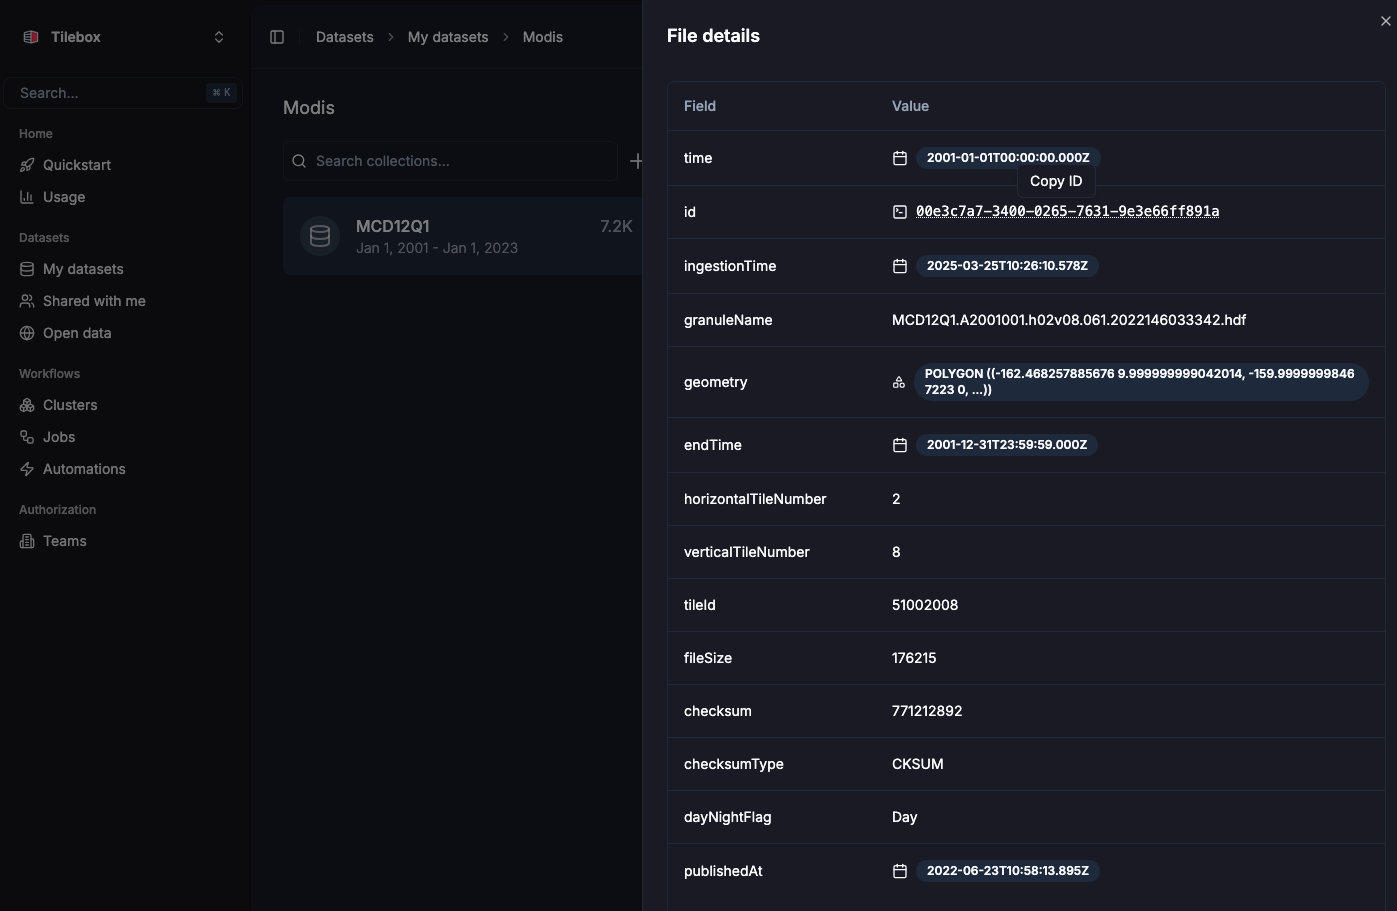 Tilebox
Search...
⌘ K
Home
Quickstart
Usage
Datasets
My datasets
Shared with me
Open data
Workflows
Clusters
Jobs
Automations
Authorization
Teams
Datasets > My datasets > Modis
Modis
Search collections...
MCD12Q1 7.2K
Jan 1, 2001 - Jan 1, 2023
File details
Field Value
time 2001-01-01T00:00:00.000Z
Copy ID
id 00e3c7a7-3400-0265-7631-9e3e66ff891a
ingestionTime 2025-03-25T10:26:10.578Z
granuleName MCD12Q1.A2001001.h02v08.061.2022146033342.hdf
geometry POLYGON ((-162.468257885676 9.999999999042014, -159.9999999846
7223 0, ...))
endTime 2001-12-31T23:59:59.000Z
horizontalTileNumber 2
verticalTileNumber 8
tileId 51002008
fileSize 176215
checksum 771212892
checksumType CKSUM
dayNightFlag Day
publishedAt 2022-06-23T10:58:13.895Z